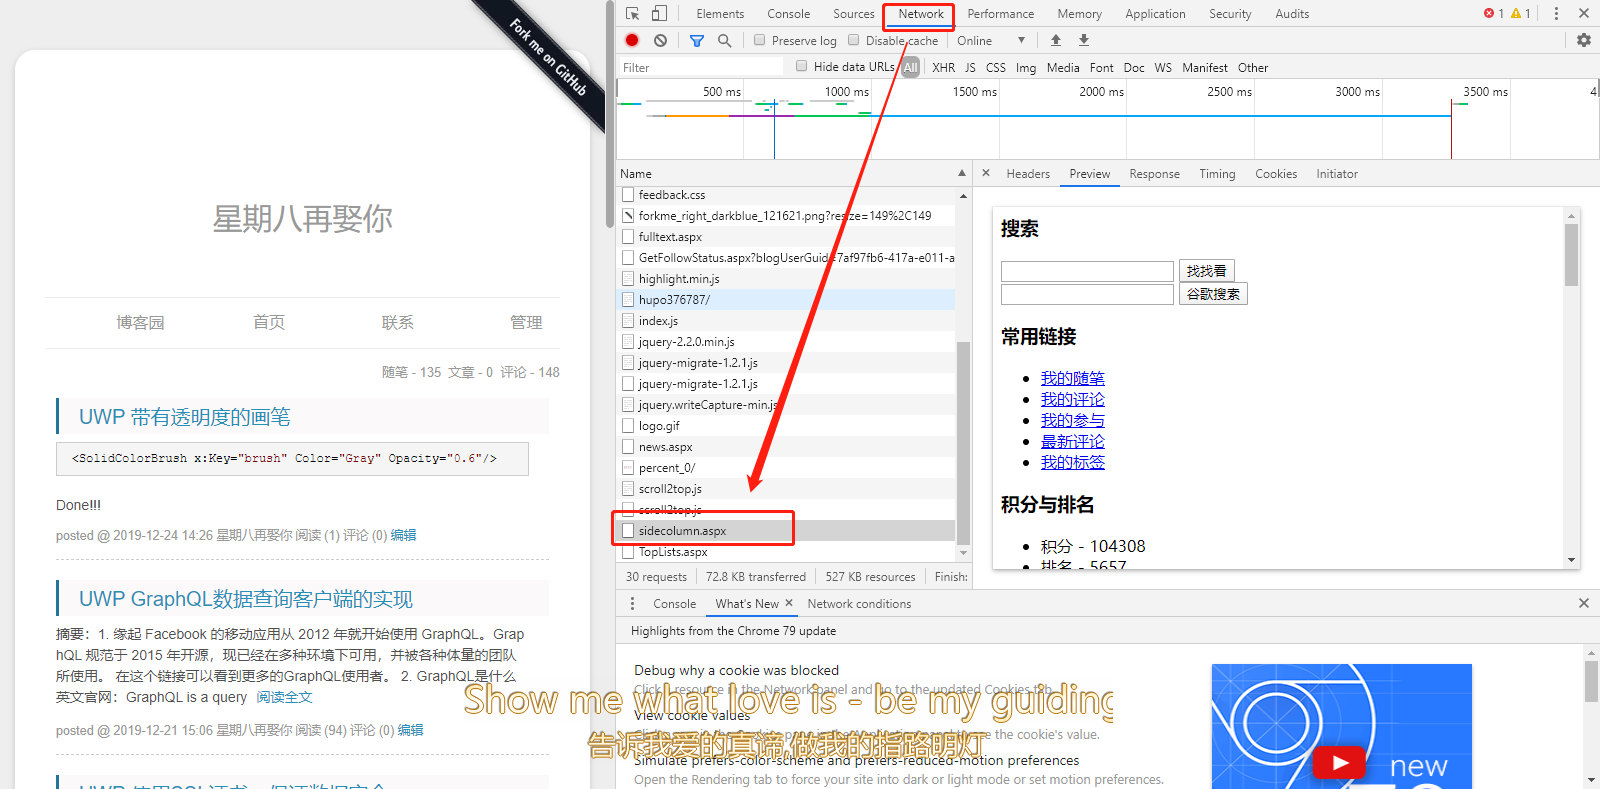 Fork me on GitHub
星期八再娶你
博客园 首页 联系 管理
随笔 - 135 文章 - 0 评论 - 148
UWP 带有透明度的画笔
<SolidColorBrush x:Key="brush" Color="Gray" Opacity="0.6"/>
Done!!!
posted @ 2019-12-24 14:26 星期八再娶你 阅读 (1) 评论 (0) 编辑
UWP GraphQL数据查询客户端的实现
摘要：1. 缘起 Facebook 的移动应用从 2012 年就开始使用 GraphQL。Grap
hQL 规范于 2015 年开源，现已经在多种环境下可用，并被各种体量的团队
所使用。 在这个链接可以看到更多的GraphQL使用者。 2. GraphQL是什么
英文官网：GraphQL is a query 阅读全文
posted @ 2019-12-21 15:06 星期八再娶你 阅读 (94) 评论 (0) 编辑
Elements Console Sources Network Performance Memory Application Security Audits 1 1
Preserve log Disable cache Online
Filter Hide data URLs All XHR JS CSS Img Media Font Doc WS Manifest Other
500 ms 1000 ms 1500 ms 2000 ms 2500 ms 3000 ms 3500 ms 4
Name
feedback.css
forkme_right_darkblue_121621.png?resize=149%2C149
fulltext.aspx
GetFollowStatus.aspx?blogUserGuid=7af97fb6-417a-e011-a
highlight.min.js
hupo376787/
index.js
jquery-2.2.0.min.js
jquery-migrate-1.2.1.js
jquery-migrate-1.2.1.js
jquery.writeCapture-min.js
logo.gif
news.aspx
percent_0/
scroll2top.js
scroll2top.js
sidecolumn.aspx
TopLists.aspx
30 requests 72.8 KB transferred 527 KB resources Finish:
Headers Preview Response Timing Cookies Initiator
搜索
找找看
谷歌搜索
常用链接
我的随笔
我的评论
我的参与
最新评论
我的标签
积分与排名
积分 - 104308
排名 - 5657
Console What's New Network conditions
Highlights from the Chrome 79 update
Debug why a cookie was blocked
Click a resource in the Network panel and go to the updated Cookies tab.
View cookie values
the cookie's value.
Simulate prefers-color-scheme and prefers-reduced-motion preferences
Open the Rendering tab to force your site into dark or light mode or set motion preferences.
new
Show me what love is - be my guiding
告诉我爱的真谛,做我的指路明灯